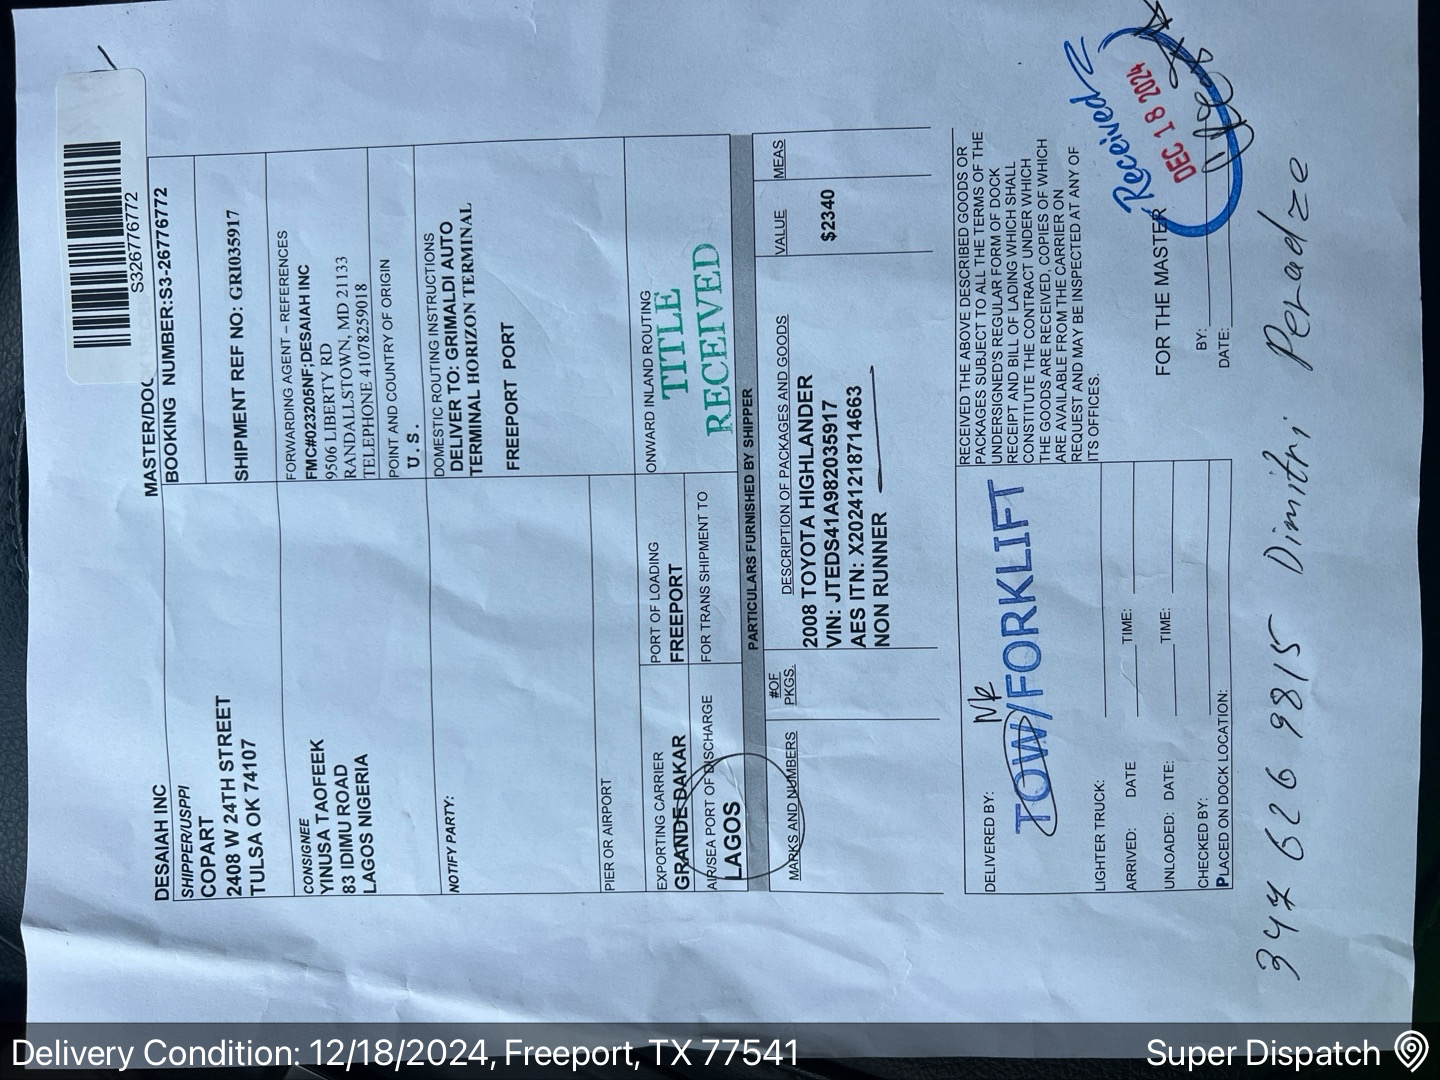 S326776772
DESAIAH INC
MASTER/DOC
SHIPPER/USPPI
COPART
2408 W 24TH STREET
TULSA OK 74107
BOOKING NUMBER:S3-26776772
SHIPMENT REF NO: GRI035917
CONSIGNEE
YINUSA TAOFEEK
83 IDIMU ROAD
LAGOS NIGERIA
FORWARDING AGENT – REFERENCES
FMC#023205NF;DESAIAH INC
9506 LIBERTY RD
RANDALLSTOWN, MD 21133
TELEPHONE 41078259018
POINT AND COUNTRY OF ORIGIN
U.S.
NOTIFY PARTY:
DOMESTIC ROUTING INSTRUCTIONS
DELIVER TO: GRIMALDI AUTO
TERMINAL HORIZON TERMINAL
FREEPORT PORT
PIER OR AIRPORT
EXPORTING CARRIER
GRANDE DAKAR
PORT OF LOADING
FREEPORT
ONWARD INLAND ROUTING
TITLE
RECEIVED
AIR/SEA PORT OF DISCHARGE
LAGOS
FOR TRANS SHIPMENT TO
PARTICULARS FURNISHED BY SHIPPER
MARKS AND NUMBERS
#OF
PKGS.
DESCRIPTION OF PACKAGES AND GOODS
VALUE
MEAS
2008 TOYOTA HIGHLANDER
VIN: JTEDS41A982035917
AES ITN: X20241218714663
NON RUNNER
$2340
DELIVERED BY:
NR
TOW/FORKLIFT
LIGHTER TRUCK:
ARRIVED: DATE TIME:
UNLOADED: DATE: TIME:
CHECKED BY:
PLACED ON DOCK LOCATION:
RECEIVED THE ABOVE DESCRIBED GOODS OR
PACKAGES SUBJECT TO ALL THE TERMS OF THE
UNDERSIGNED'S REGULAR FORM OF DOCK
RECEIPT AND BILL OF LADING WHICH SHALL
CONSTITUTE THE CONTRACT UNDER WHICH
THE GOODS ARE RECEIVED, COPIES OF WHICH
ARE AVAILABLE FROM THE CARRIER ON
REQUEST AND MAY BE INSPECTED AT ANY OF
ITS OFFICES.
Received
DEC 18 2024
FOR THE MASTER
BY:
DATE:
347 626 9815 Dimitri Peradze
Delivery Condition: 12/18/2024, Freeport, TX 77541
Super Dispatch